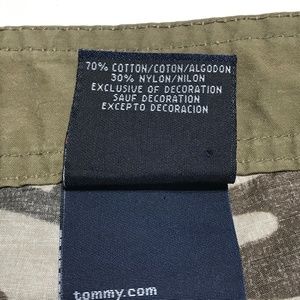 70% COTTON/COTON/ALGODON
30% NYLON/NILON
EXCLUSIVE OF DECORATION
SAUF DECORATION
EXCEPTO DECORACION
tommy.com